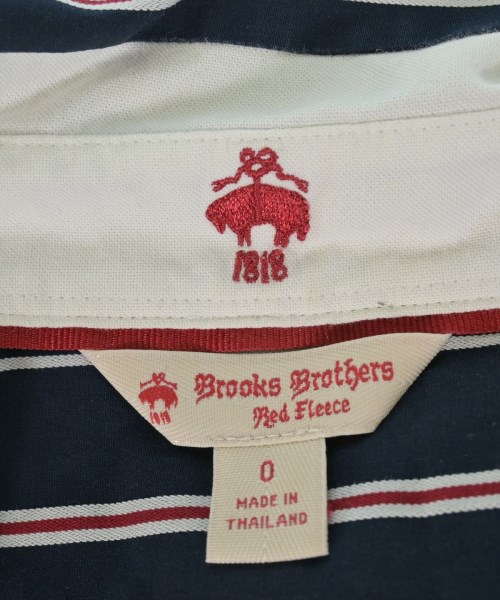 1818
Brooks Brothers
Red Fleece
1818
0
MADE IN
THAILAND